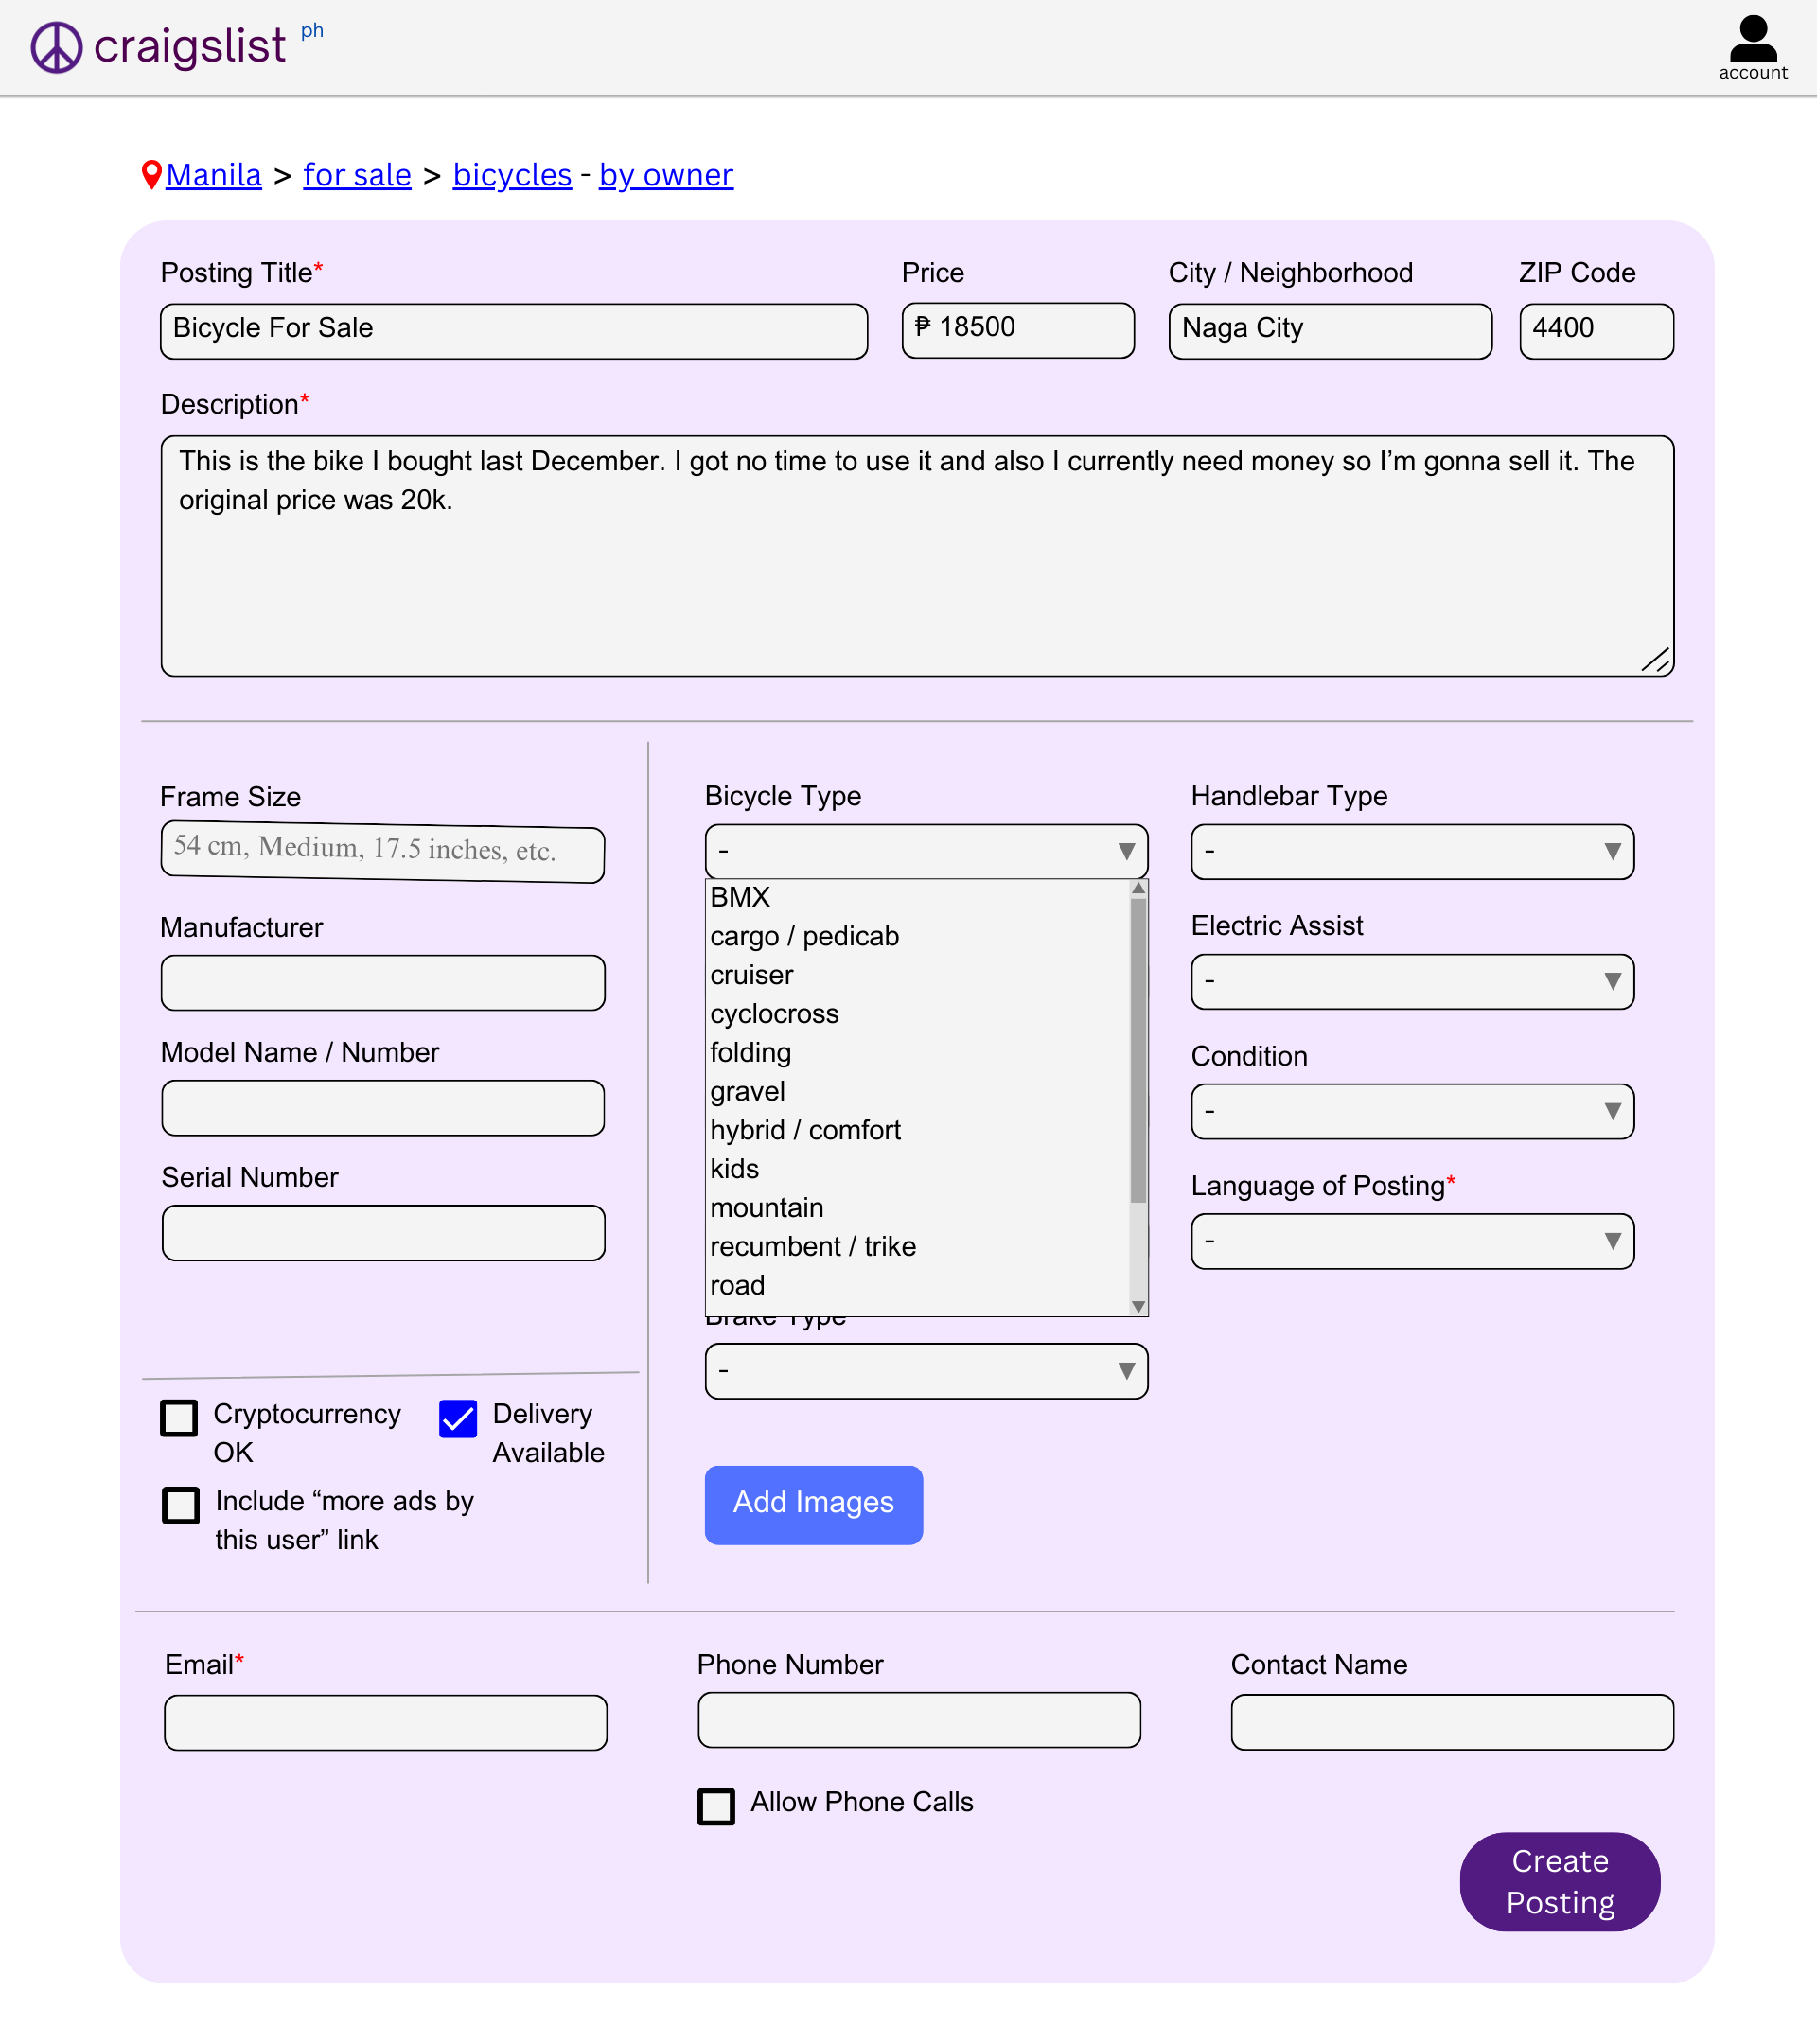 craigslist ph
account
Manila > for sale > bicycles - by owner
Posting Title*
Price
City / Neighborhood
ZIP Code
Bicycle For Sale
₱ 18500
Naga City
4400
Description*
This is the bike I bought last December. I got no time to use it and also I currently need money so I’m gonna sell it. The
original price was 20k.
Frame Size
54 cm, Medium, 17.5 inches, etc.
Manufacturer
Model Name / Number
Serial Number
Cryptocurrency
OK
Delivery
Available
Include “more ads by
this user” link
Bicycle Type
-
BMX
cargo / pedicab
cruiser
cyclocross
folding
gravel
hybrid / comfort
kids
mountain
recumbent / trike
road
Brake Type
-
Handlebar Type
-
Electric Assist
-
Condition
-
Language of Posting*
-
Add Images
Email*
Phone Number
Contact Name
Allow Phone Calls
Create
Posting